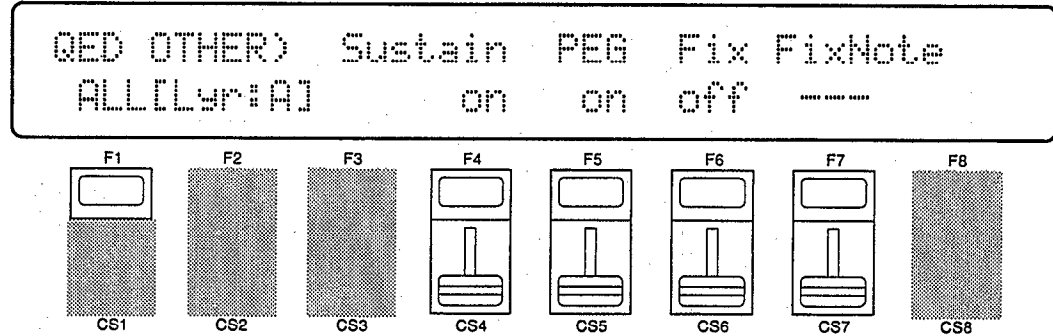 QED OTHER) Sustain PEG Fix FixNote
ALL[Lyr:A] on on off ---
F1 F2 F3 F4 F5 F6 F7 F8
CS1 CS2 CS3 CS4 CS5 CS6 CS7 CS8